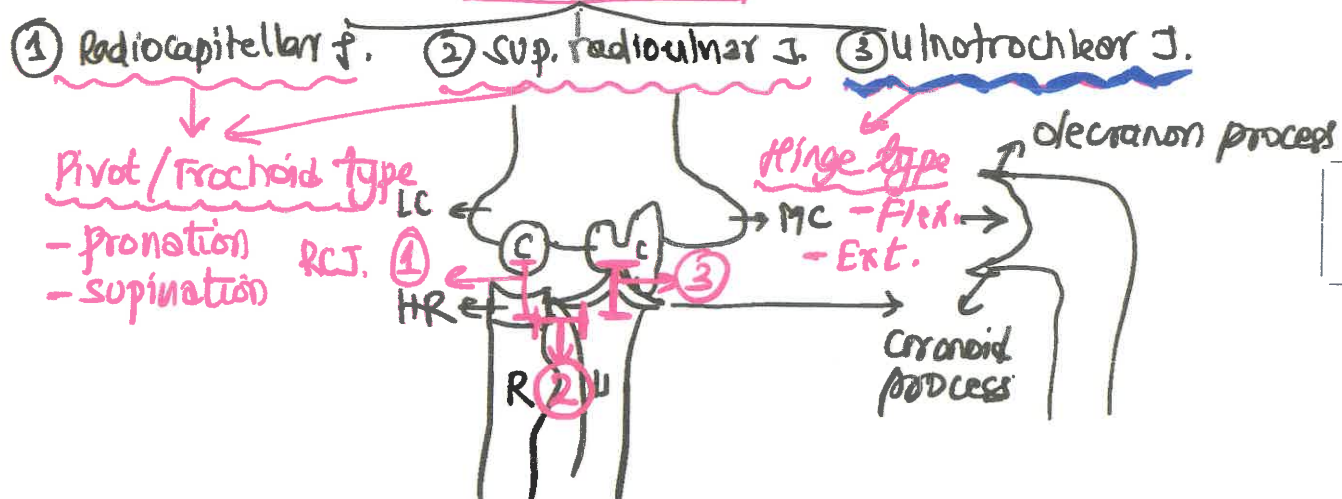 ① Radiocapitellar J. ② Sup. radioulnar J. ③ Ulnotrochlear J.
Pivot / Trochoid type
- pronation
- supination
Hinge type
- Flex.
- Ext.
olecranon process
LC
MC
C
C
RCJ. ①
③
HR
R ② U
Coronoid
process